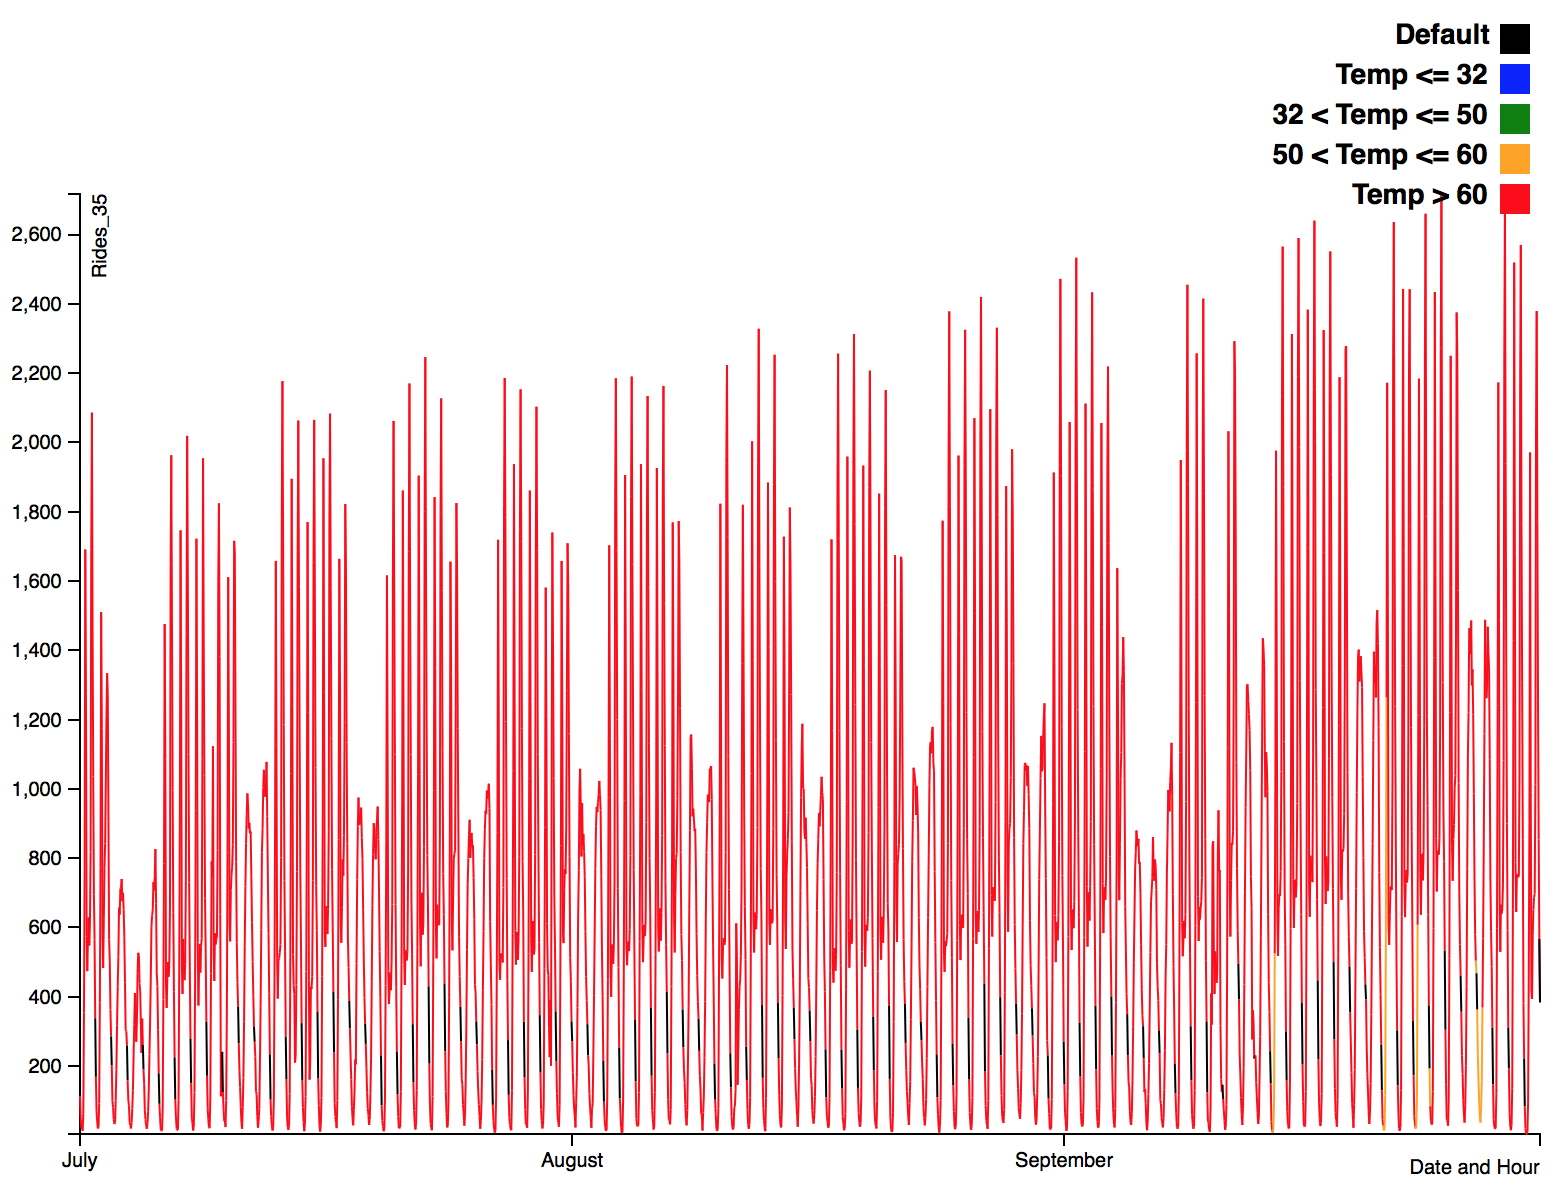 Default
Temp <= 32
32 < Temp <= 50
50 < Temp <= 60
Temp > 60
Rides_35
2,600
2,400
2,200
2,000
1,800
1,600
1,400
1,200
1,000
800
600
400
200
July
August
September
Date and Hour